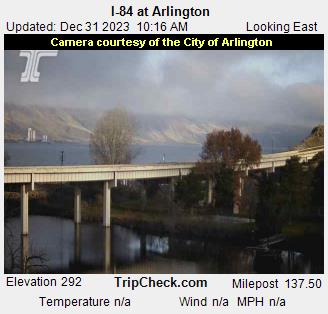 I-84 at Arlington
Updated: Dec 31 2023 10:16 AM Looking East
Camera courtesy of the City of Arlington
Elevation 292 TripCheck.com Milepost 137.50
Temperature n/a Wind n/a MPH n/a